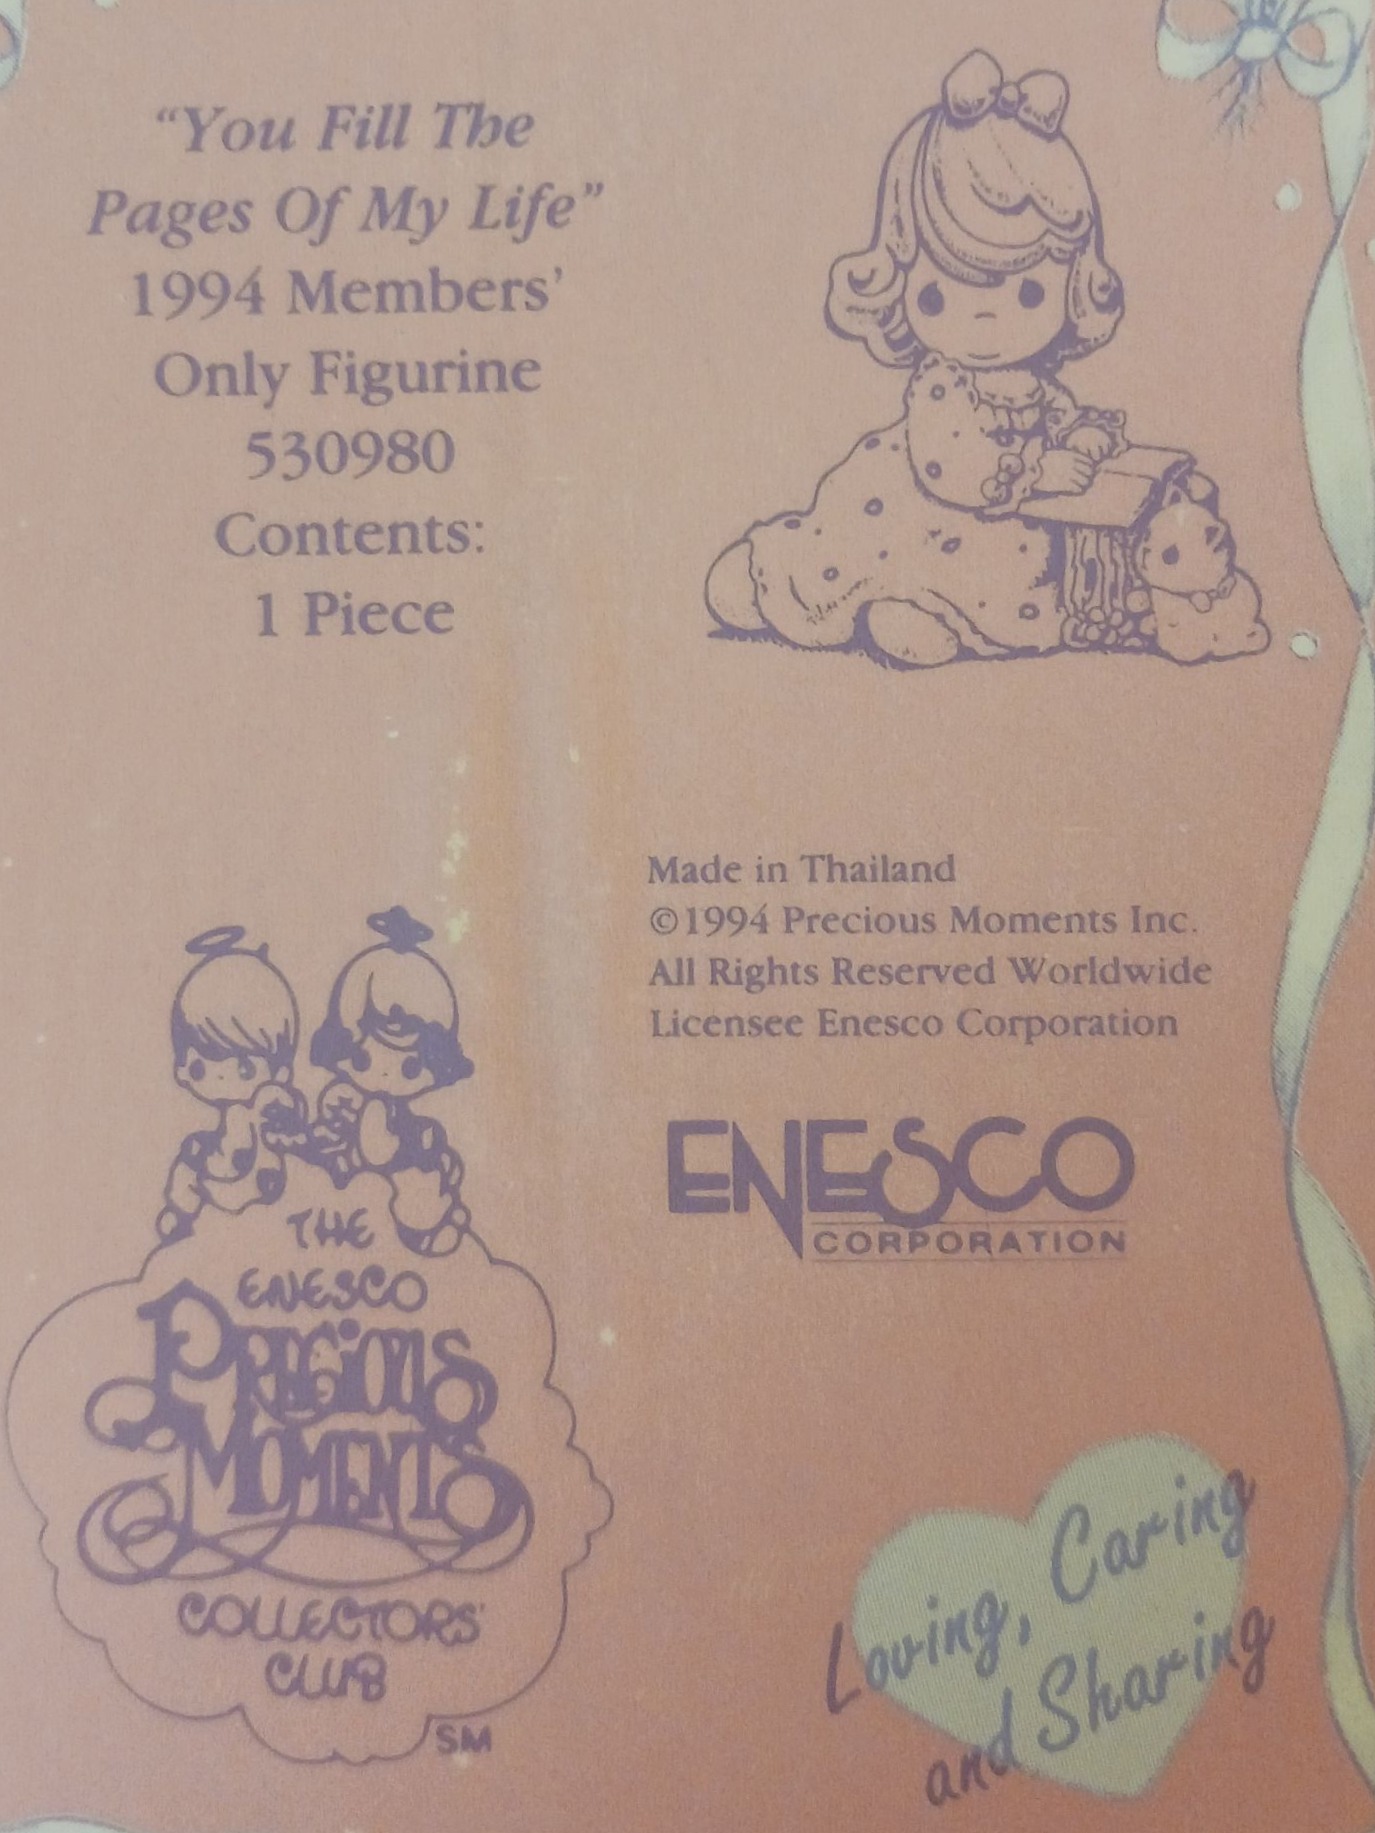 “You Fill The
Pages Of My Life”
1994 Members’
Only Figurine
530980
Contents:
1 Piece
Made in Thailand
©1994 Precious Moments Inc.
All Rights Reserved Worldwide
Licensee Enesco Corporation
ENESCO
CORPORATION
THE
ENESCO
PRECIOUS
MOMENTS
COLLECTORS'
CLUB
SM
Loving, Caring
and Sharing